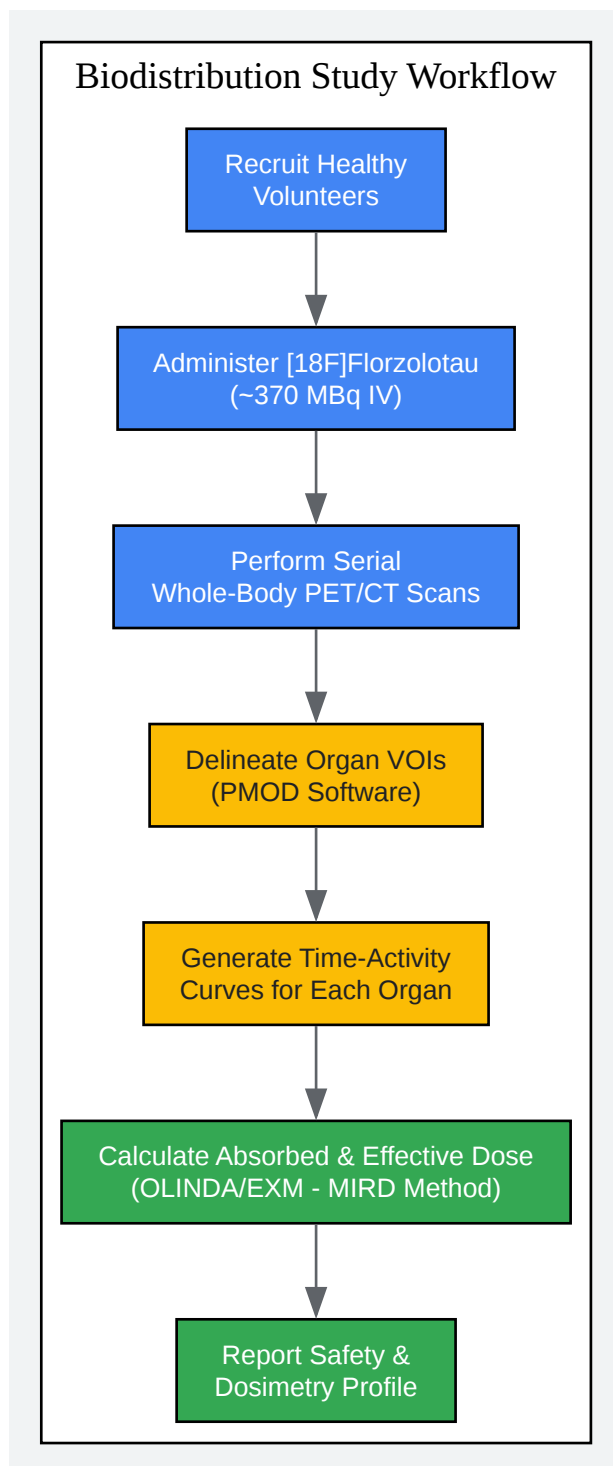 Biodistribution Study Workflow
Recruit Healthy
Volunteers
Administer [18F]Florzolotau
(~370 MBq IV)
Perform Serial
Whole-Body PET/CT Scans
Delineate Organ VOIs
(PMOD Software)
Generate Time-Activity
Curves for Each Organ
Calculate Absorbed & Effective Dose
(OLINDA/EXM - MIRD Method)
Report Safety &
Dosimetry Profile